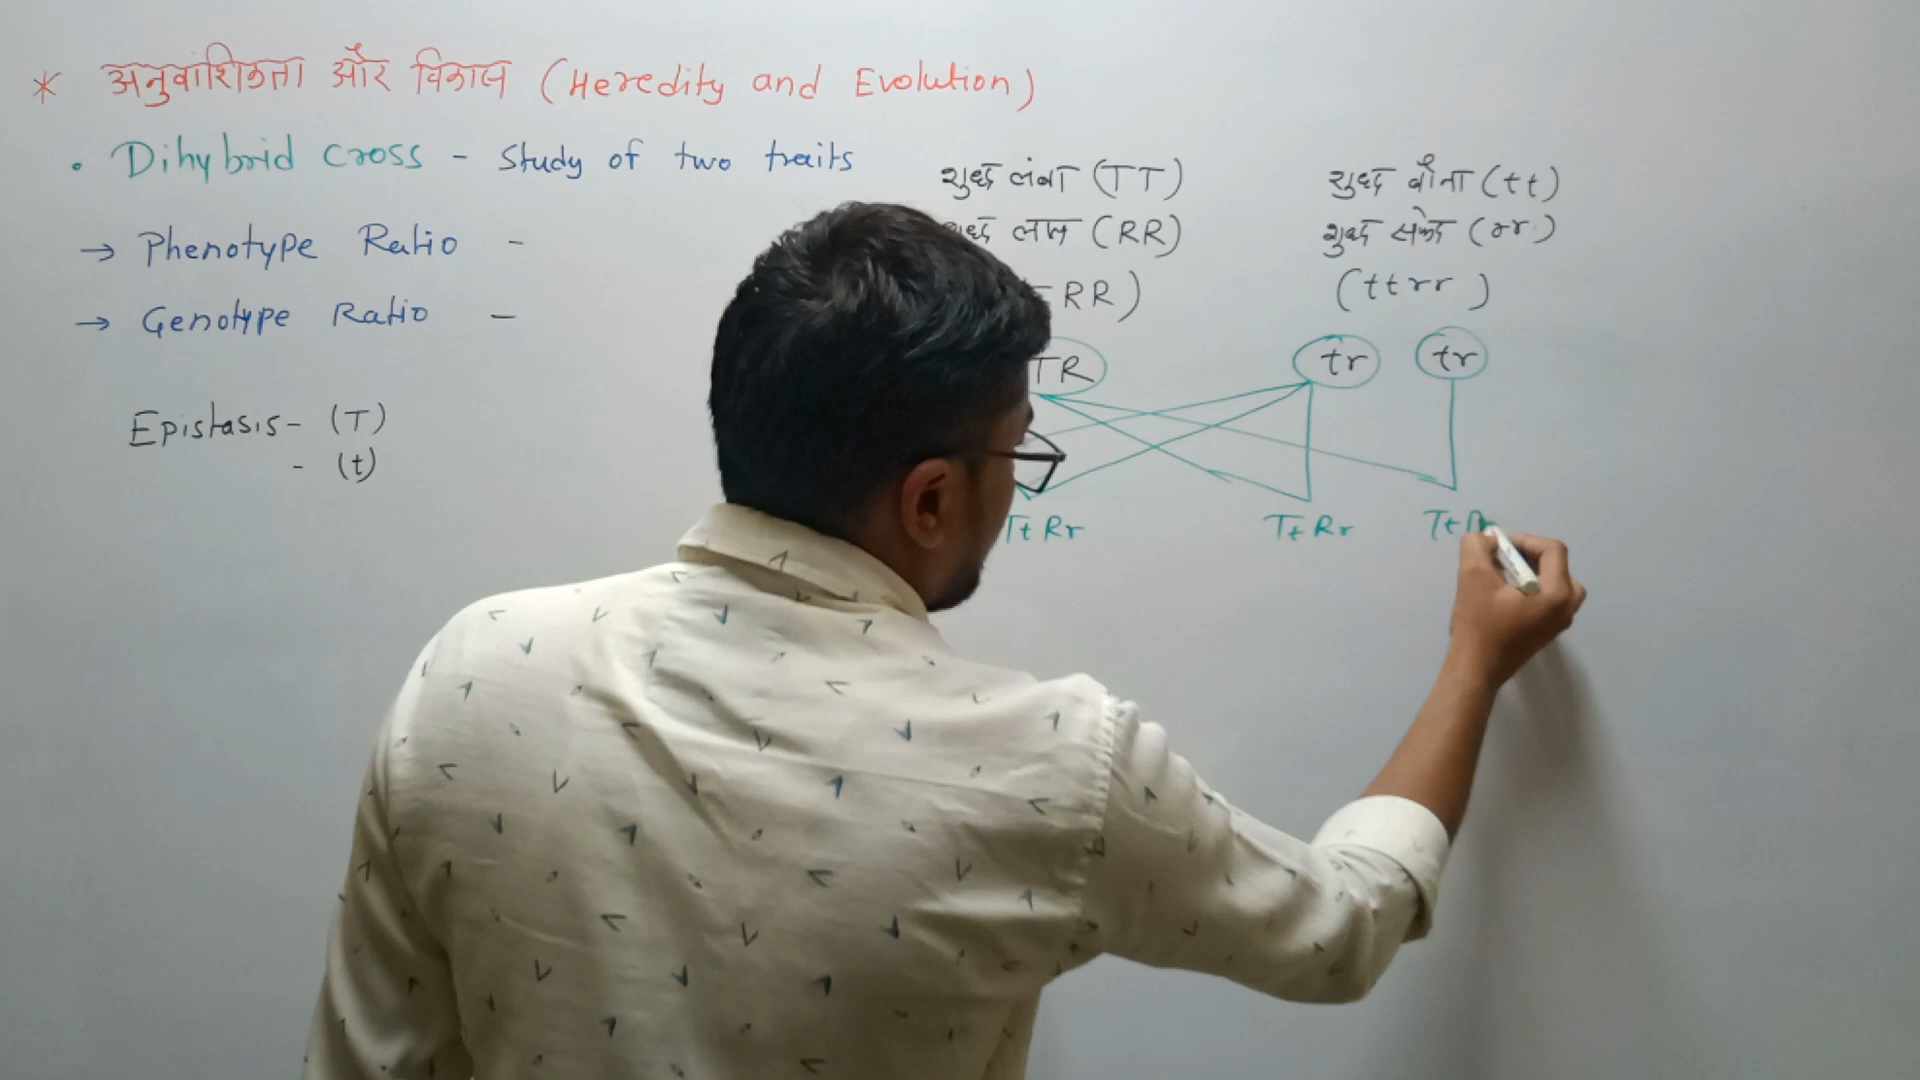 * अनुवाशिकता और विकास (Heredity and Evolution)
• Dihybrid cross - Study of two traits
→ Phenotype Ratio -
→ Genotype Ratio -
Epistasis - (T)
- (t)
शुद्ध लंबा (TT)
लाल (RR)
RR)
TR
शुद्ध बौना (tt)
शुद्ध सफेद (rr)
(ttrr)
tr tr
TtRr TtRr Tt